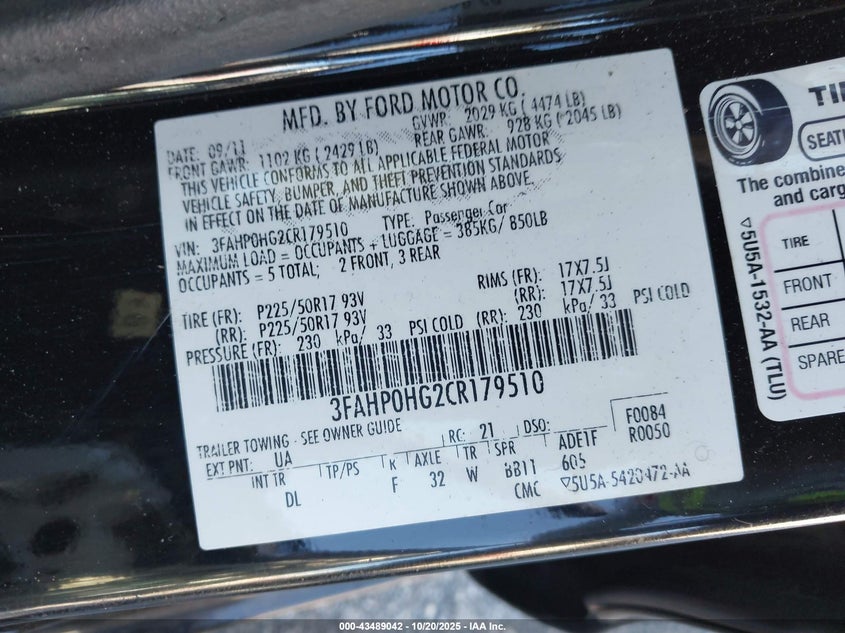 MFD. BY FORD MOTOR CO.
DATE: 09/11 GVWR: 2029 KG ( 4474 LB)
FRONT GAWR: 1102 KG ( 2429 LB) REAR GAWR: 928 KG ( 2045 LB)
THIS VEHICLE CONFORMS TO ALL APPLICABLE FEDERAL MOTOR
VEHICLE SAFETY, BUMPER, AND THEFT PREVENTION STANDARDS
IN EFFECT ON THE DATE OF MANUFACTURE SHOWN ABOVE.
VIN: 3FAHP0HG2CR179510 TYPE: Passenger Car
MAXIMUM LOAD = OCCUPANTS + LUGGAGE = 385KG/ 850LB
OCCUPANTS = 5 TOTAL; 2 FRONT, 3 REAR
TIRE (FR): P225/50R17 93V RIMS (FR): 17X7.5J
(RR): P225/50R17 93V (RR): 17X7.5J
PRESSURE (FR): 230 kPa/ 33 PSI COLD (RR): 230 kPa/ 33 PSI COLD
3FAHP0HG2CR179510
TRAILER TOWING - SEE OWNER GUIDE
EXT PNT: UA RC: 21 DSO: F0084
R0050
INT TR TP/PS R AXLE TR SPR ADE1F
DL F 32 W BB11 606
CMC ▽5U5A-5420472-AA
TIR
SEATI
The combine
and carg
TIRE
FRONT
REAR
SPARE
▽5U5A-1532-AA (TLU)
000-43489042 - 10/20/2025 - IAA Inc.